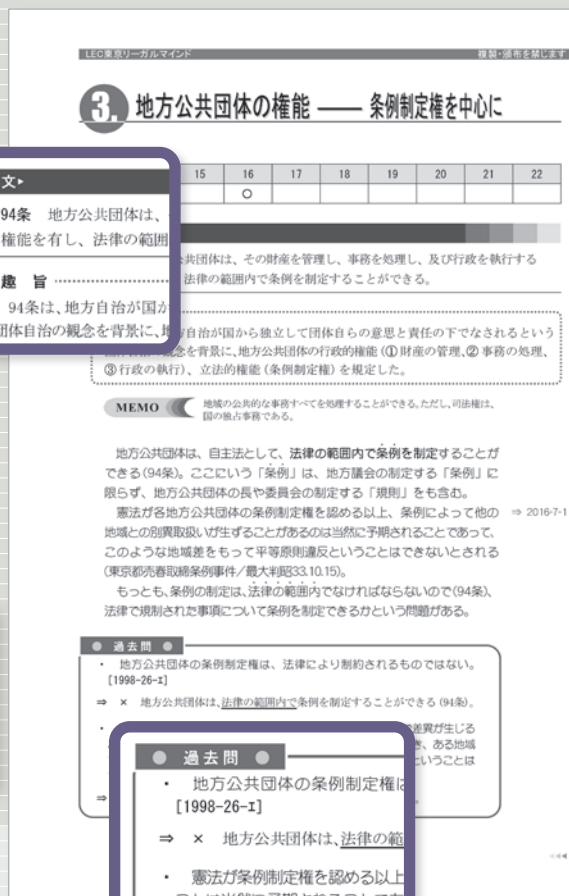 LEC東京リーガルマインド 複製・頒布を禁じます
3. 地方公共団体の権能 ── 条例制定権を中心に
15 16 17 18 19 20 21 22
○
文▸
94条 地方公共団体は、
権能を有し、法律の範囲
趣 旨
94条は、地方自治が国か
団体自治の観念を背景に、地
共団体は、その財産を管理し、事務を処理し、及び行政を執行する
法律の範囲内で条例を制定することができる。
自治が国から独立して団体自らの意思と責任の下でなされるという
念を背景に、地方公共団体の行政的権能(①財産の管理、②事務の処理、
③行政の執行)、立法的権能(条例制定権)を規定した。
MEMO 地域の公共的な事務すべてを処理することができる。ただし、司法権は、
国の独占事務である。
地方公共団体は、自主法として、法律の範囲内で条例を制定することが
できる(94条)。ここにいう「条例」は、地方議会の制定する「条例」に
限らず、地方公共団体の長や委員会の制定する「規則」をも含む。
憲法が各地方公共団体の条例制定権を認める以上、条例によって他の ⇒ 2016-7-1
地域との別異取扱いが生ずることがあるのは当然に予期されることであって、
このような地域差をもって平等原則違反ということはできないとされる
(東京都売春取締条例事件/最大判昭33.10.15)。
もっとも、条例の制定は、法律の範囲内でなければならないので(94条)、
法律で規制された事項について条例を制定できるかという問題がある。
● 過去問 ●
・ 地方公共団体の条例制定権は、法律により制約されるものではない。
[1998-26-ｴ]
⇒ × 地方公共団体は、法律の範囲内で条例を制定することができる(94条)。
・
差異が生じる
き、ある地域
ということは
⇒
● 過去問 ●
・ 地方公共団体の条例制定権は
[1998-26-ｴ]
⇒ × 地方公共団体は、法律の範
・ 憲法が条例制定権を認める以上